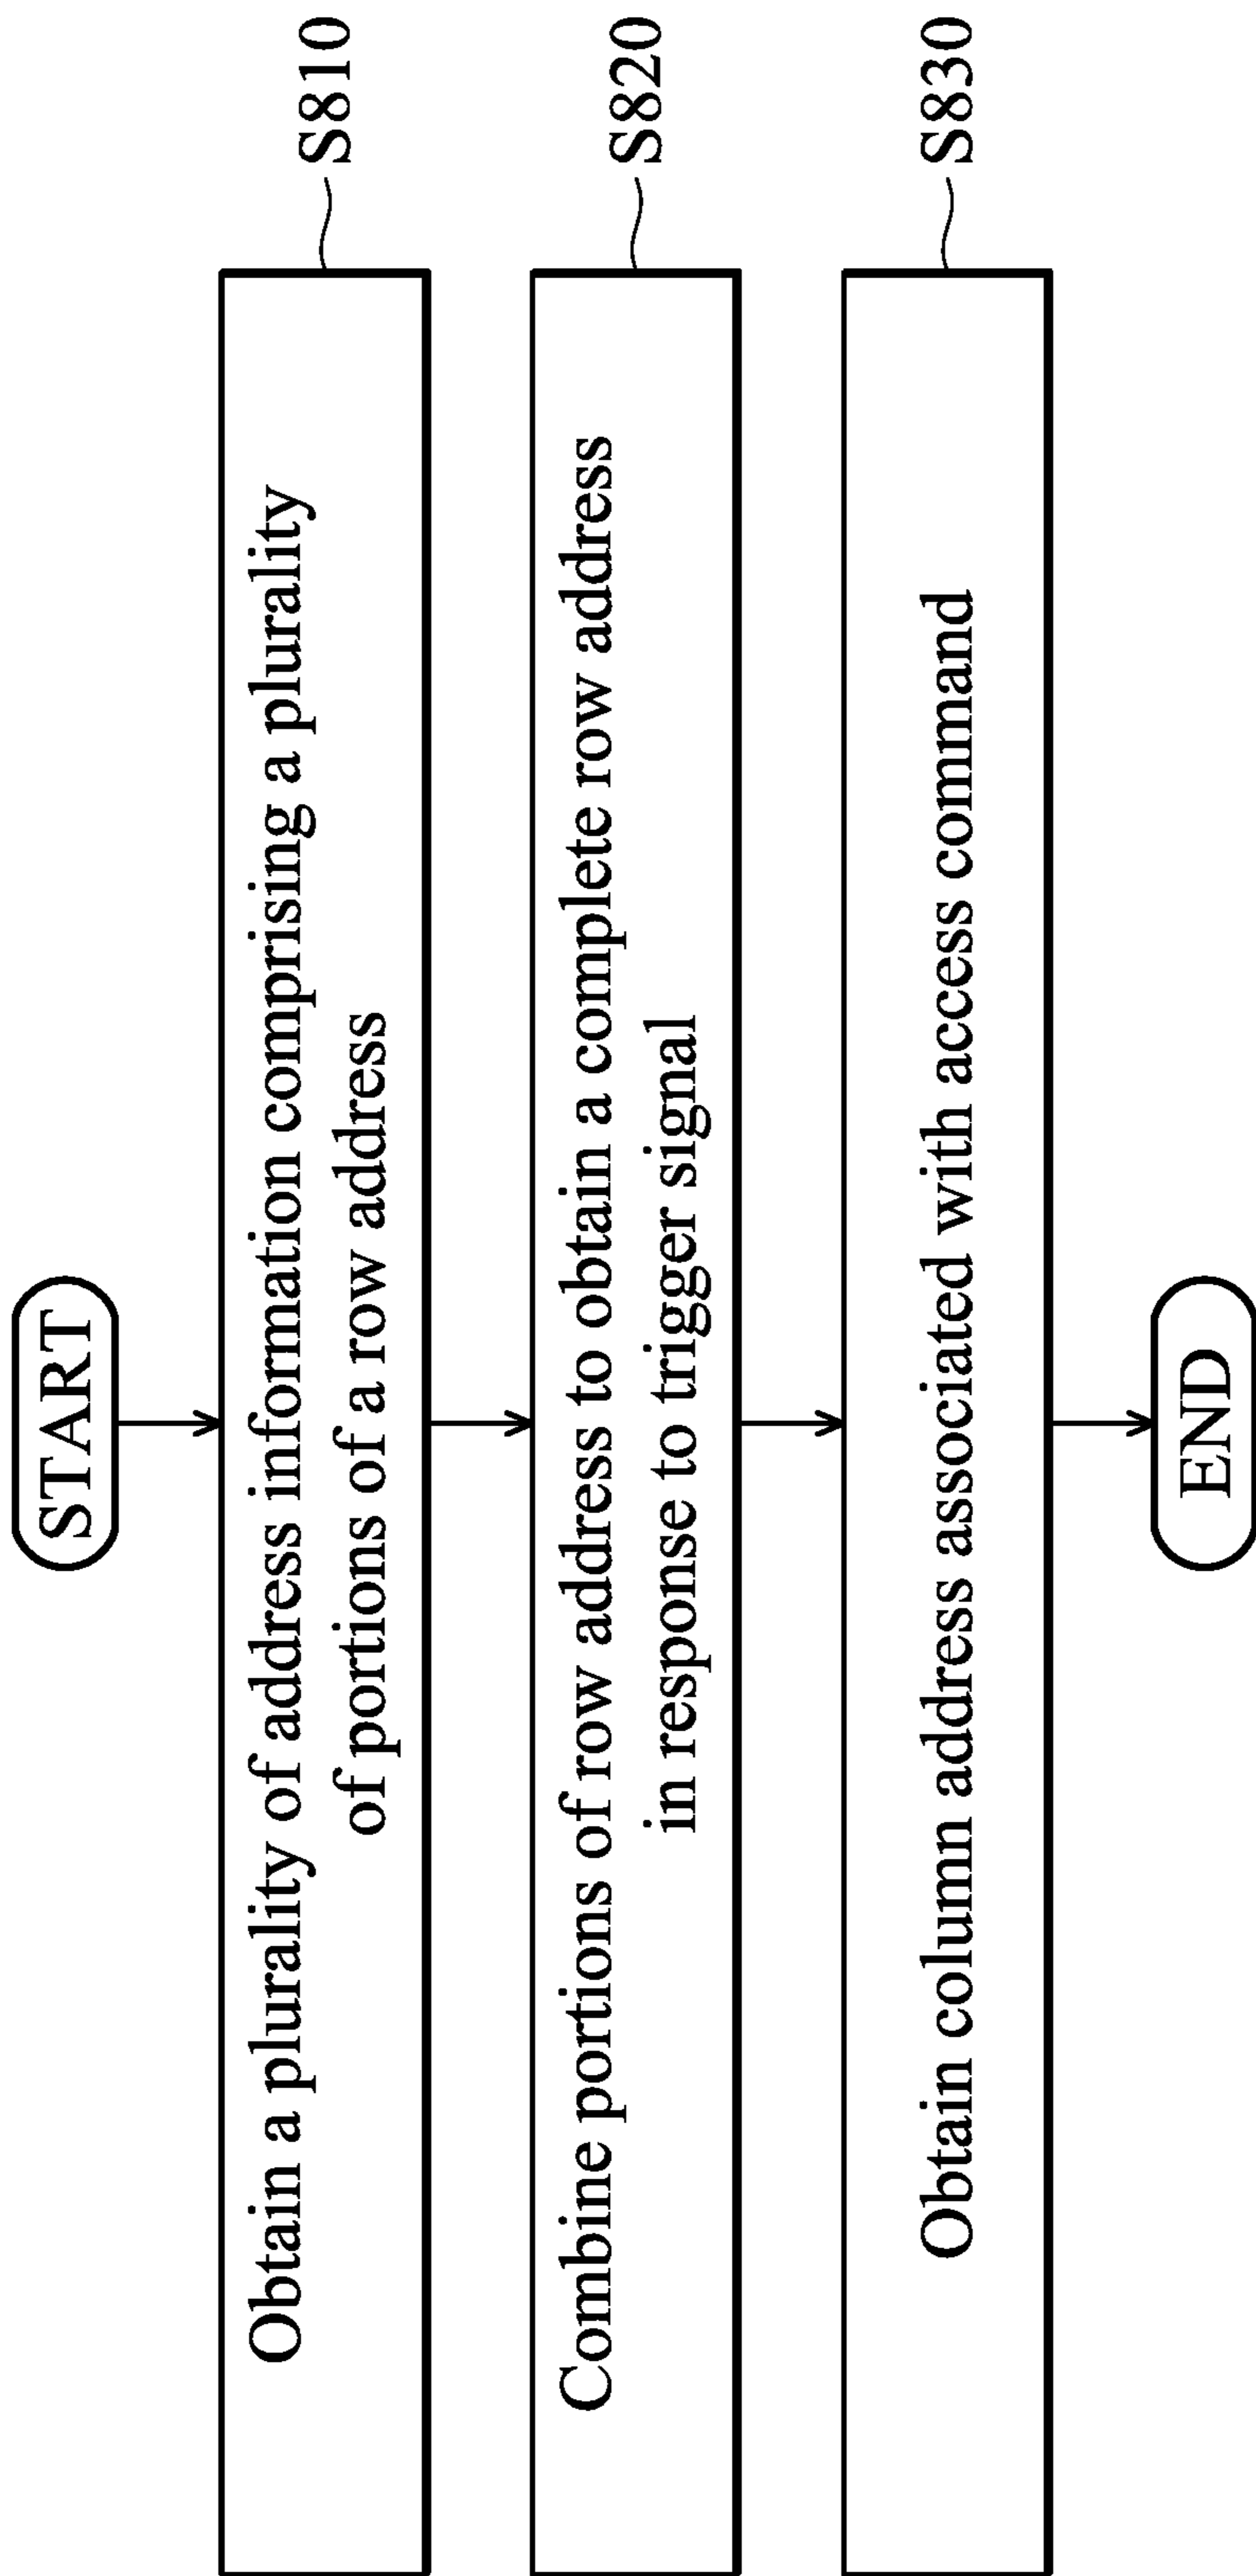 START
Obtain a plurality of address information comprising a plurality
of portions of a row address
S810
Combine portions of row address to obtain a complete row address
in response to trigger signal
S820
Obtain column address associated with access command
S830
END